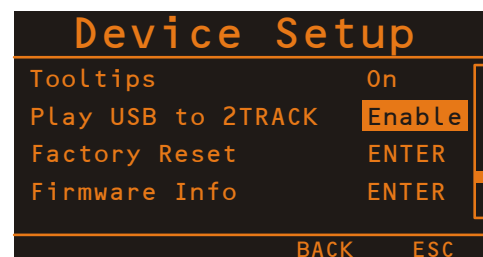 Device Setup
Tooltips On
Play USB to 2TRACK Enable
Factory Reset ENTER
Firmware Info ENTER
BACK ESC